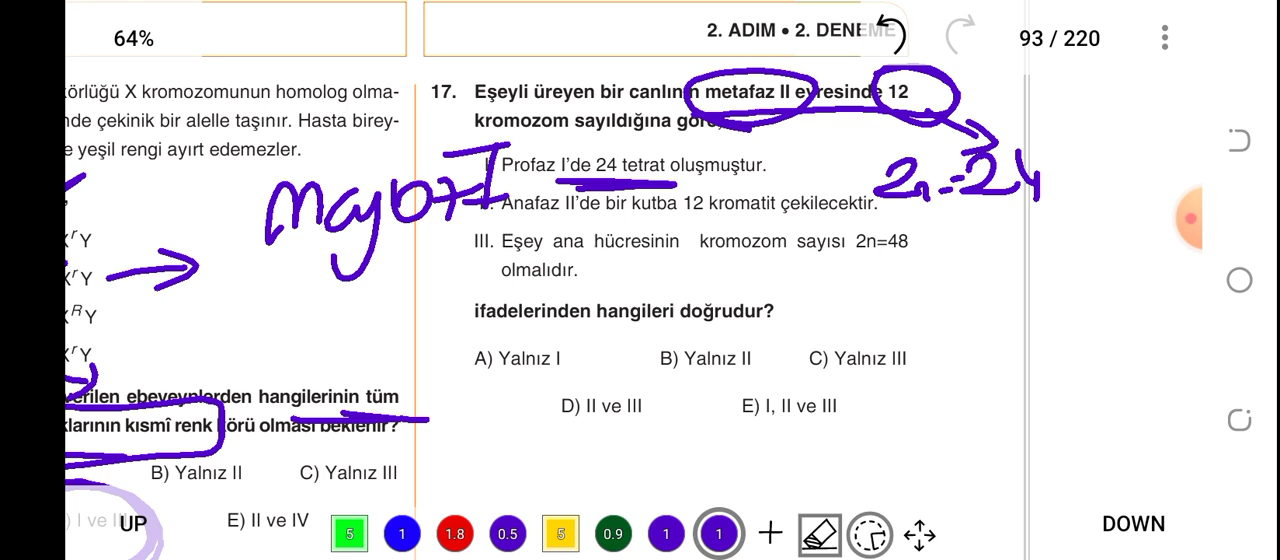 64%
2. ADIM • 2. DENEME
93 / 220
körlüğü X kromozomunun homolog olma-
nde çekinik bir alelle taşınır. Hasta birey-
e yeşil rengi ayırt edemezler.
XʳY
XʳY
XᴿY
XʳY
verilen ebeveynlerden hangilerinin tüm
klarının kısmî renk körü olması beklenir?
B) Yalnız II
C) Yalnız III
) I ve III
E) II ve IV
17. Eşeyli üreyen bir canlının metafaz II evresinde 12
kromozom sayıldığına göre,
I. Profaz I’de 24 tetrat oluşmuştur.
II. Anafaz II’de bir kutba 12 kromatit çekilecektir.
III. Eşey ana hücresinin kromozom sayısı 2n=48
olmalıdır.
ifadelerinden hangileri doğrudur?
A) Yalnız I
B) Yalnız II
C) Yalnız III
D) II ve III
E) I, II ve III
2n=24
UP
5
1
1.8
0.5
5
0.9
1
1
DOWN